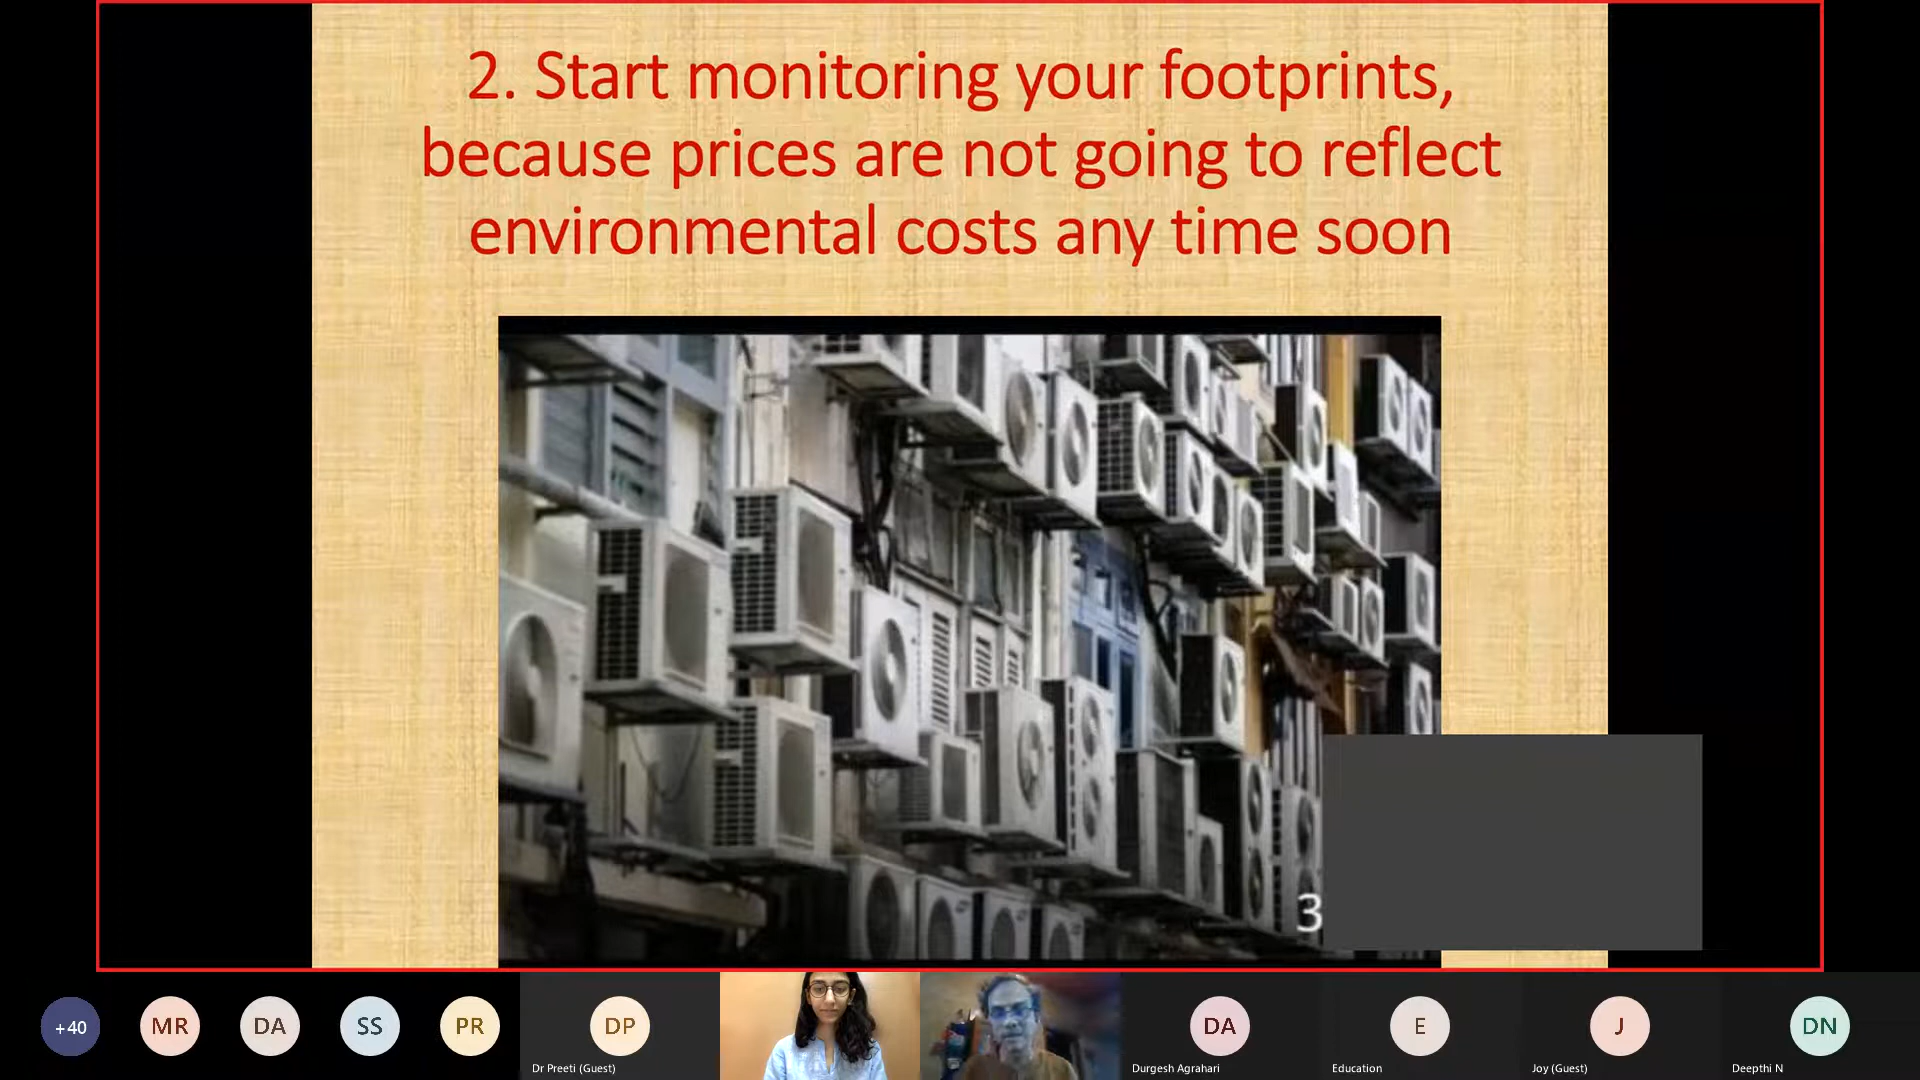 2. Start monitoring your footprints,
because prices are not going to reflect
environmental costs any time soon
3
+40
MR
DA
SS
PR
DP
Dr Preeti (Guest)
DA
Durgesh Agrahari
E
Education
J
Joy (Guest)
DN
Deepthi N